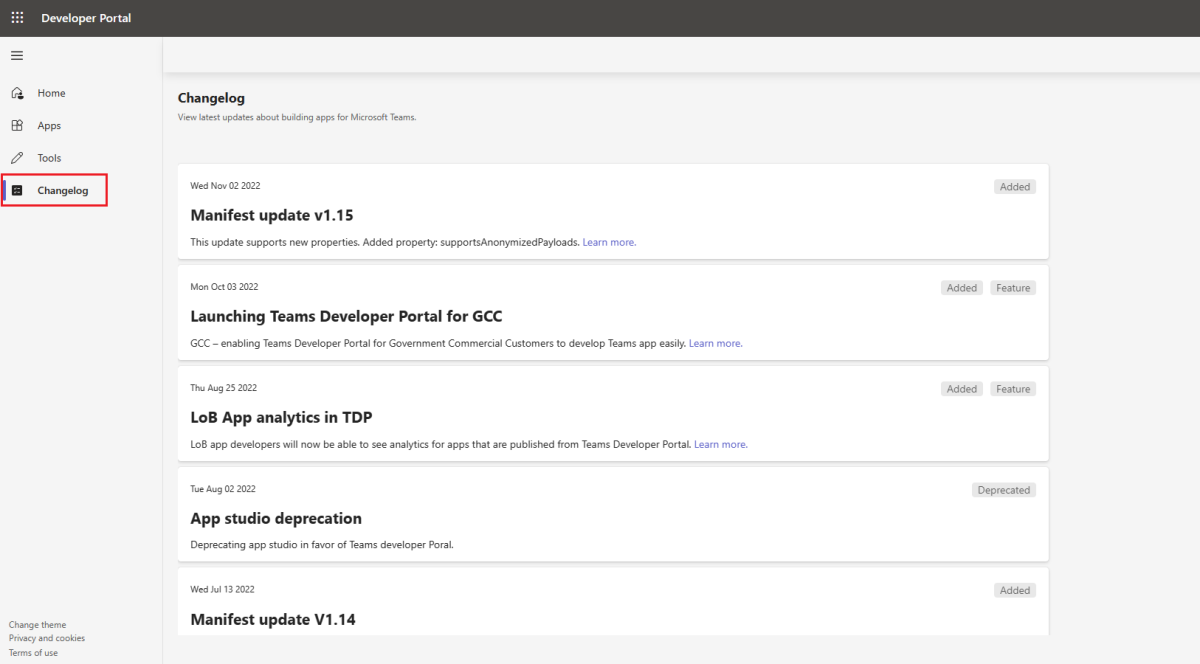 Developer Portal
Home
Apps
Tools
Changelog
Change theme
Privacy and cookies
Terms of use
Changelog
View latest updates about building apps for Microsoft Teams.
Wed Nov 02 2022
Added
Manifest update v1.15
This update supports new properties. Added property: supportsAnonymizedPayloads. Learn more.
Mon Oct 03 2022
Added Feature
Launching Teams Developer Portal for GCC
GCC – enabling Teams Developer Portal for Government Commercial Customers to develop Teams app easily. Learn more.
Thu Aug 25 2022
Added Feature
LoB App analytics in TDP
LoB app developers will now be able to see analytics for apps that are published from Teams Developer Portal. Learn more.
Tue Aug 02 2022
Deprecated
App studio deprecation
Deprecating app studio in favor of Teams developer Poral.
Wed Jul 13 2022
Added
Manifest update V1.14